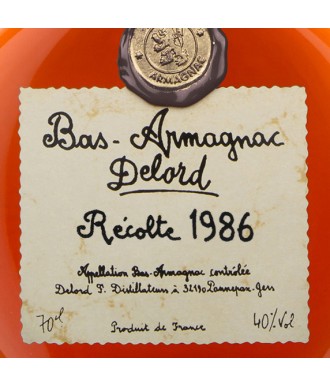 ARMAGNAC
Bas-Armagnac
Delord
Récolte 1986
Appellation Bas-Armagnac contrôlée
Delord F. Distillateurs à 32190 Lannepax-Gers
70cl
40% Vol
Produit de France